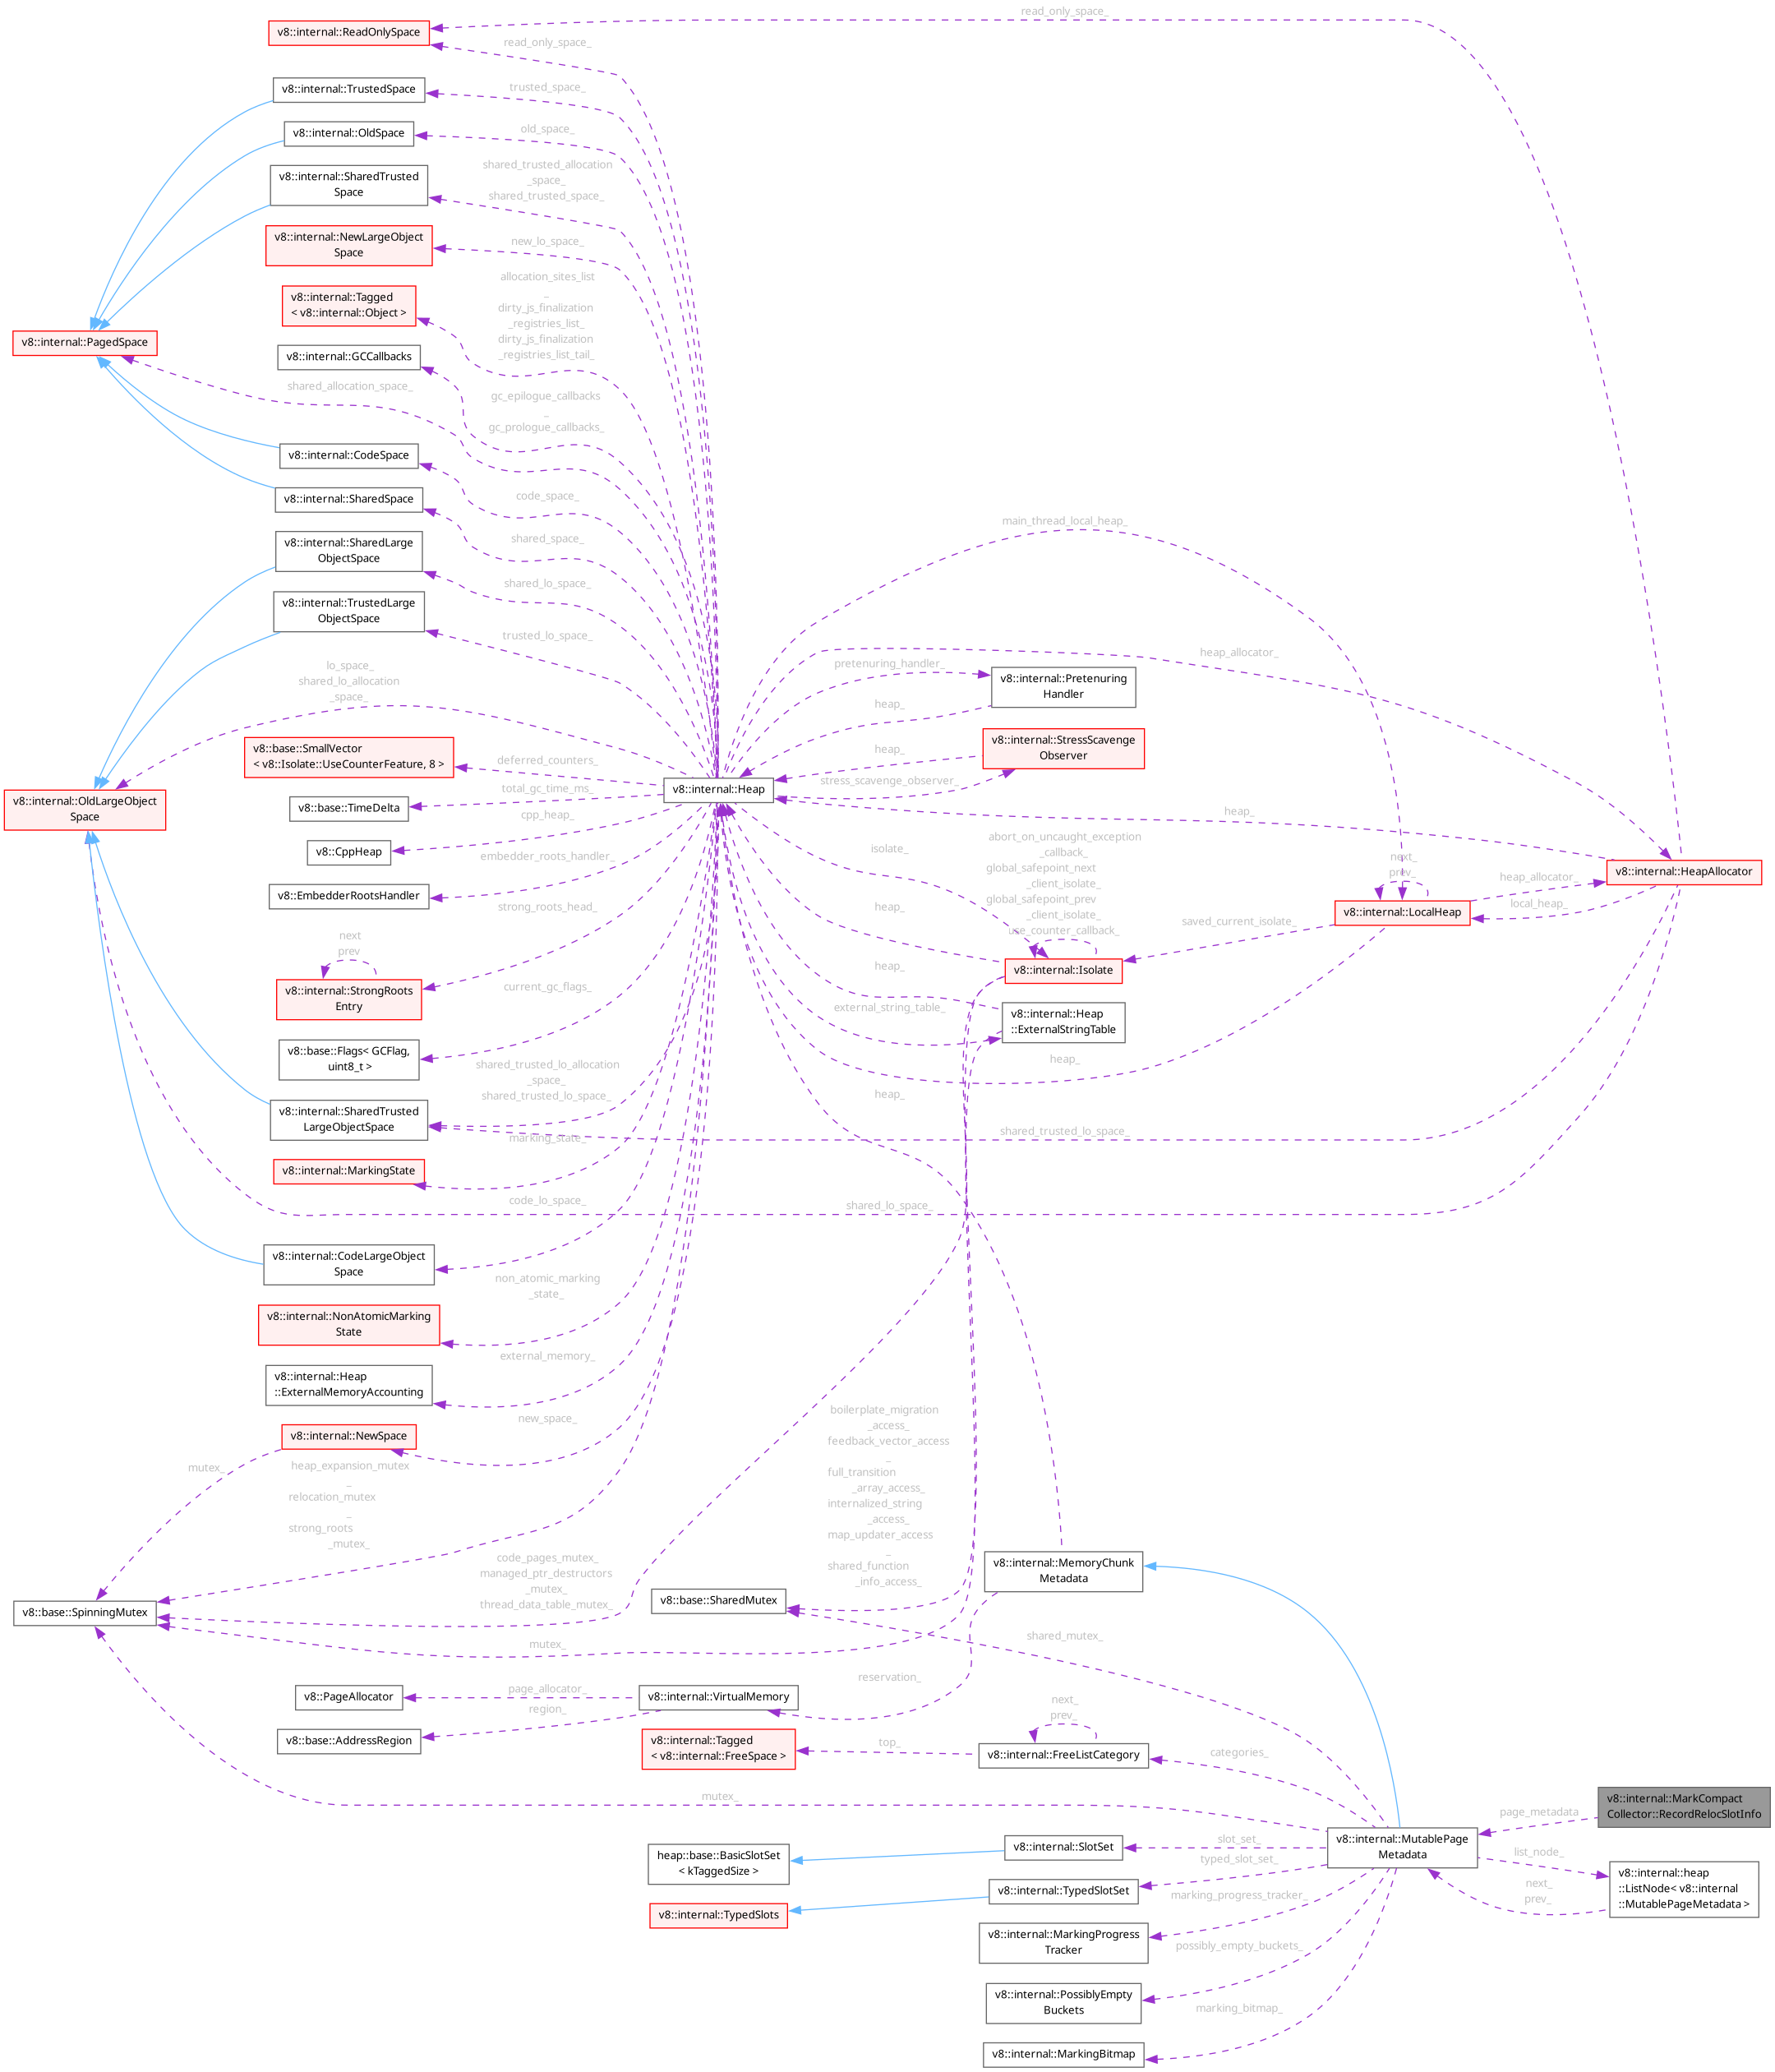 read_only_space_
v8::internal::ReadOnlySpace
read_only_space_
v8::internal::TrustedSpace
trusted_space_
v8::internal::OldSpace
old_space_
v8::internal::SharedTrusted
Space
shared_trusted_allocation
_space_
shared_trusted_space_
v8::internal::NewLargeObject
Space
new_lo_space_
v8::internal::Tagged
< v8::internal::Object >
allocation_sites_list
_
dirty_js_finalization
_registries_list_
dirty_js_finalization
_registries_list_tail_
v8::internal::PagedSpace
v8::internal::GCCallbacks
shared_allocation_space_
gc_epilogue_callbacks
_
gc_prologue_callbacks_
v8::internal::CodeSpace
code_space_
v8::internal::SharedSpace
shared_space_
main_thread_local_heap_
v8::internal::SharedLarge
ObjectSpace
shared_lo_space_
v8::internal::TrustedLarge
ObjectSpace
trusted_lo_space_
heap_allocator_
lo_space_
shared_lo_allocation
_space_
pretenuring_handler_
v8::internal::Pretenuring
Handler
heap_
v8::base::SmallVector
< v8::Isolate::UseCounterFeature, 8 >
deferred_counters_
heap_
v8::internal::StressScavenge
Observer
stress_scavenge_observer_
v8::internal::Heap
v8::internal::OldLargeObject
Space
v8::base::TimeDelta
total_gc_time_ms_
cpp_heap_
v8::CppHeap
heap_
isolate_
abort_on_uncaught_exception
_callback_
global_safepoint_next
_client_isolate_
global_safepoint_prev
_client_isolate_
use_counter_callback_
next_
prev_
heap_allocator_
v8::internal::HeapAllocator
local_heap_
v8::EmbedderRootsHandler
embedder_roots_handler_
strong_roots_head_
heap_
v8::internal::LocalHeap
saved_current_isolate_
next
prev
v8::internal::StrongRoots
Entry
current_gc_flags_
heap_
v8::internal::Isolate
external_string_table_
v8::internal::Heap
::ExternalStringTable
v8::base::Flags< GCFlag,
uint8_t >
heap_
shared_trusted_lo_allocation
_space_
shared_trusted_lo_space_
heap_
v8::internal::SharedTrusted
LargeObjectSpace
shared_trusted_lo_space_
marking_state_
v8::internal::MarkingState
code_lo_space_
shared_lo_space_
v8::internal::CodeLargeObject
Space
non_atomic_marking
_state_
v8::internal::NonAtomicMarking
State
external_memory_
v8::internal::Heap
::ExternalMemoryAccounting
new_space_
v8::internal::NewSpace
mutex_
heap_expansion_mutex
_
relocation_mutex
_
strong_roots
_mutex_
boilerplate_migration
_access_
feedback_vector_access
_
full_transition
_array_access_
internalized_string
_access_
map_updater_access
_
shared_function
_info_access_
code_pages_mutex_
managed_ptr_destructors
_mutex_
thread_data_table_mutex_
v8::internal::MemoryChunk
Metadata
v8::base::SharedMutex
v8::base::SpinningMutex
mutex_
shared_mutex_
reservation_
v8::PageAllocator
page_allocator_
v8::internal::VirtualMemory
region_
v8::base::AddressRegion
next_
prev_
v8::internal::Tagged
< v8::internal::FreeSpace >
top_
v8::internal::FreeListCategory
categories_
mutex_
v8::internal::MarkCompact
Collector::RecordRelocSlotInfo
page_metadata
v8::internal::MutablePage
Metadata
heap::base::BasicSlotSet
< kTaggedSize >
v8::internal::SlotSet
slot_set_
typed_slot_set_
list_node_
v8::internal::heap
::ListNode< v8::internal
::MutablePageMetadata >
next_
prev_
v8::internal::TypedSlots
v8::internal::TypedSlotSet
marking_progress_tracker_
v8::internal::MarkingProgress
Tracker
possibly_empty_buckets_
v8::internal::PossiblyEmpty
Buckets
marking_bitmap_
v8::internal::MarkingBitmap